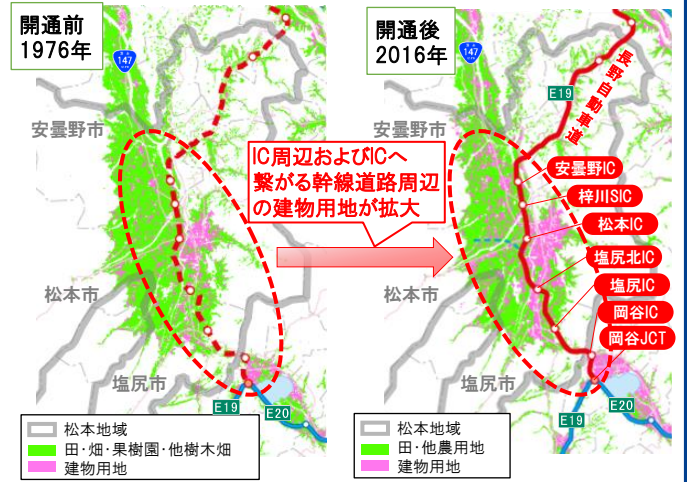 開通前
1976年
国道
147
安曇野市
松本市
塩尻市
E19
E20
松本地域
田・畑・果樹園・他樹木畑
建物用地
IC周辺およびICへ
繋がる幹線道路周辺
の建物用地が拡大
開通後
2016年
国道
147
E19
長野自動車道
安曇野市
安曇野IC
梓川SIC
松本IC
塩尻北IC
松本市
塩尻IC
岡谷IC
岡谷JCT
塩尻市
E19
E20
松本地域
田・他農用地
建物用地